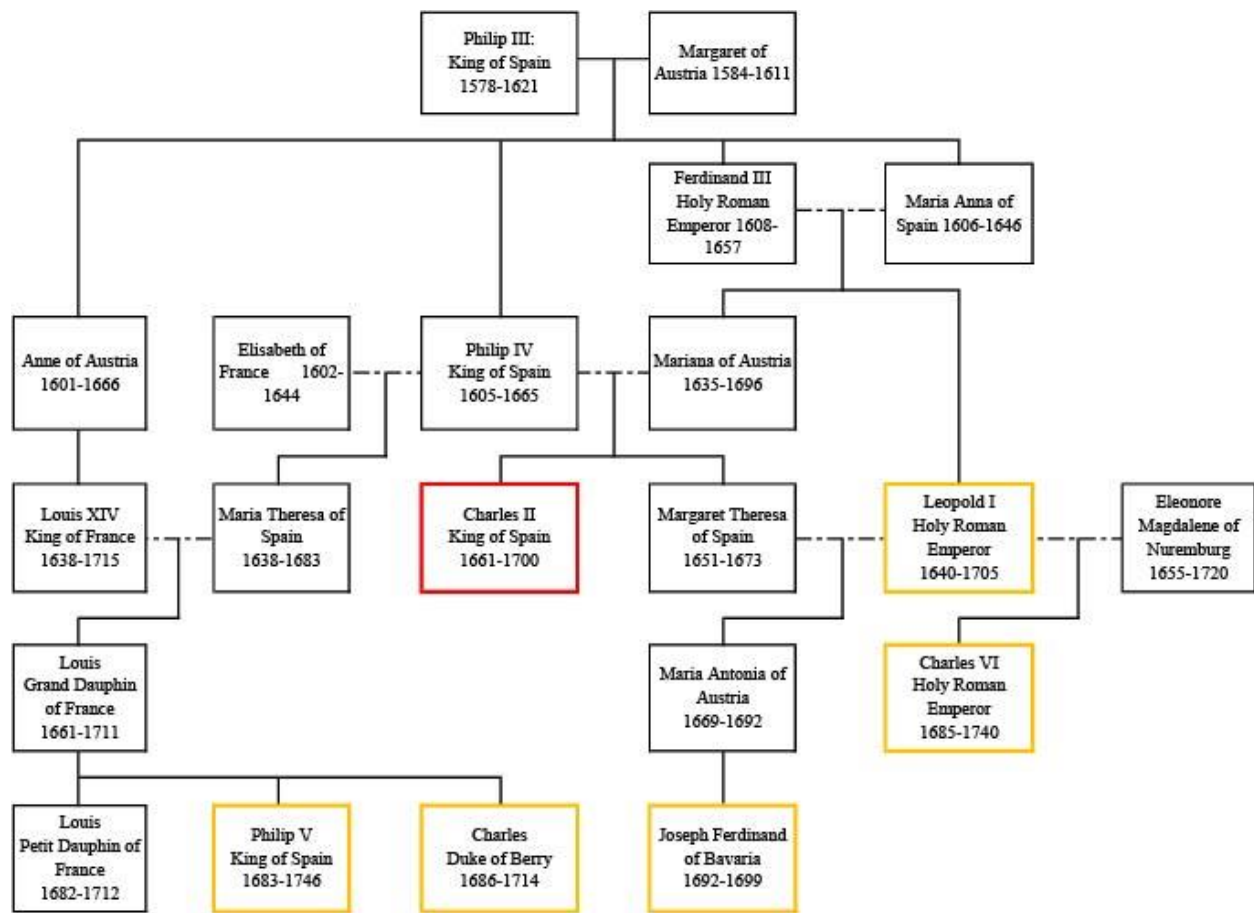 Philip III:
King of Spain
1578-1621
Margaret of
Austria 1584-1611
Ferdinand III
Holy Roman
Emperor 1608-
1657
Maria Anna of
Spain 1606-1646
Anne of Austria
1601-1666
Elisabeth of
France 1602-
1644
Philip IV
King of Spain
1605-1665
Mariana of Austria
1635-1696
Louis XIV
King of France
1638-1715
Maria Theresa of
Spain
1638-1683
Charles II
King of Spain
1661-1700
Margaret Theresa
of Spain
1651-1673
Leopold I
Holy Roman
Emperor
1640-1705
Eleonore
Magdalene of
Nuremburg
1655-1720
Louis
Grand Dauphin
of France
1661-1711
Maria Antonia of
Austria
1669-1692
Charles VI
Holy Roman
Emperor
1685-1740
Louis
Petit Dauphin of
France
1682-1712
Philip V
King of Spain
1683-1746
Charles
Duke of Berry
1686-1714
Joseph Ferdinand
of Bavaria
1692-1699